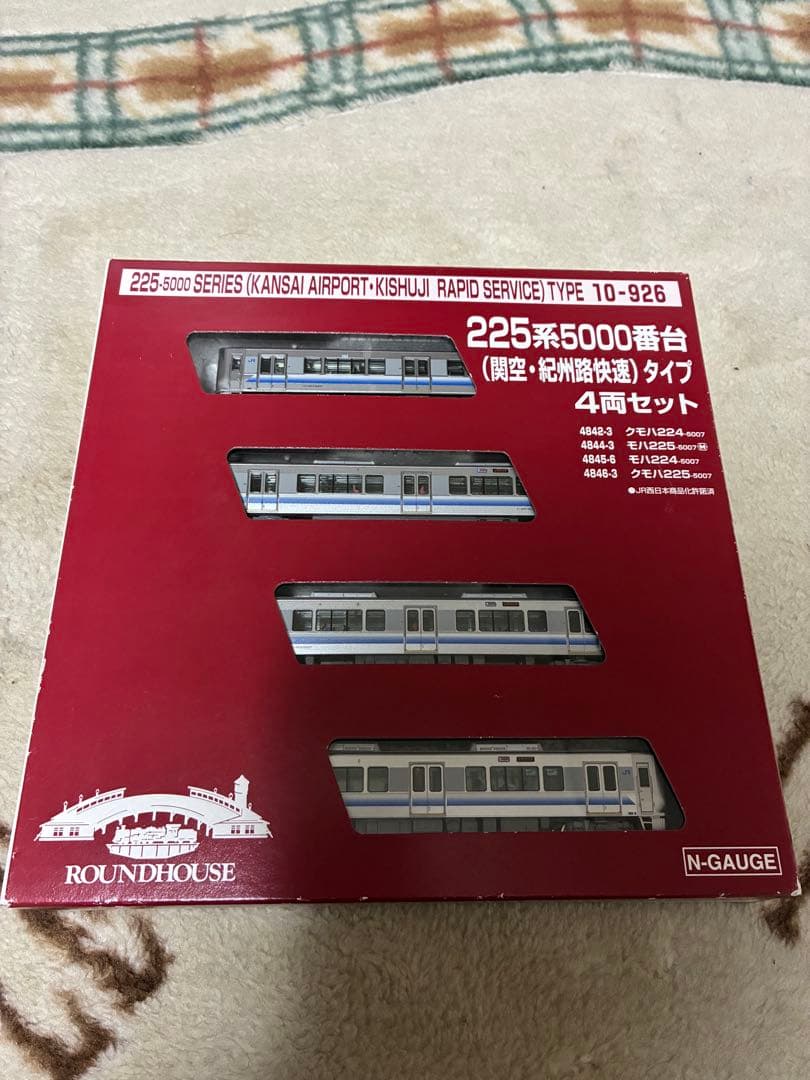 225-5000 SERIES (KANSAI AIRPORT・KISHUJI RAPID SERVICE) TYPE 10-926
225系5000番台
(関空・紀州路快速)タイプ
4両セット
4842-3 クモハ224-5007
4844-3 モハ225-5007Ⓜ
4845-6 モハ224-5007
4846-3 クモハ225-5007
●JR西日本商品化許諾済
JR
JR
ROUNDHOUSE
N-GAUGE